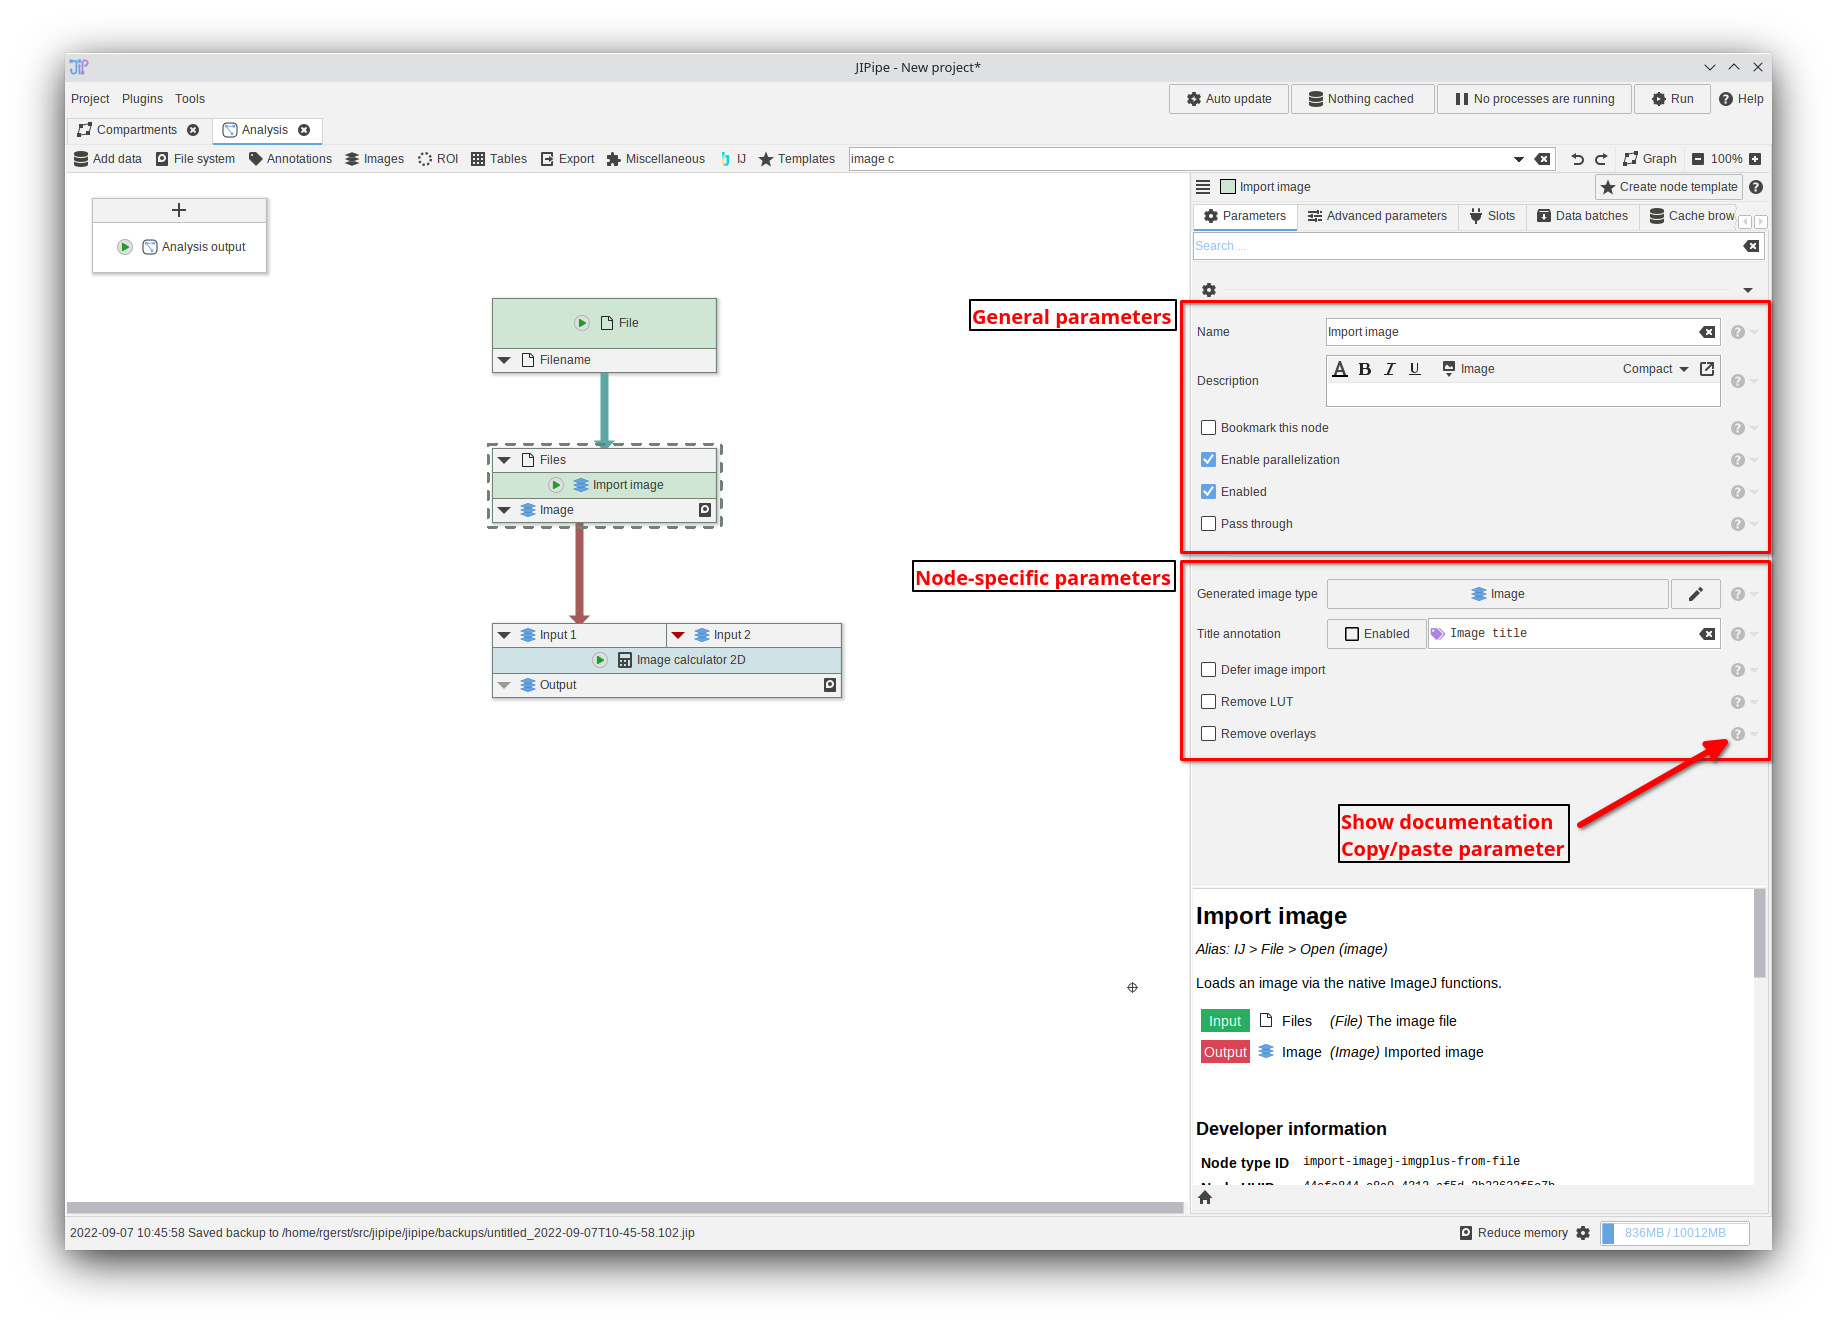 JIPipe - New project*
Project Plugins Tools
Auto update Nothing cached No processes are running Run Help
Compartments Analysis
Add data File system Annotations Images ROI Tables Export Miscellaneous IJ Templates image c Graph 100%
Import image Create node template
Parameters Advanced parameters Slots Data batches Cache brow
Search ...
Analysis output
File
Filename
Files
Import image
Image
Input 1 Input 2
Image calculator 2D
Output
General parameters
Name Import image
Description Image Compact
Bookmark this node
Enable parallelization
Enabled
Pass through
Node-specific parameters
Generated image type Image
Title annotation Enabled Image title
Defer image import
Remove LUT
Remove overlays
Show documentation
Copy/paste parameter
Import image
Alias: IJ > File > Open (image)
Loads an image via the native ImageJ functions.
Input Files (File) The image file
Output Image (Image) Imported image
Developer information
Node type ID import-imagej-imgplus-from-file
2022-09-07 10:45:58 Saved backup to /home/rgerst/src/jipipe/jipipe/backups/untitled_2022-09-07T10-45-58.102.jip
Reduce memory 836MB / 10012MB